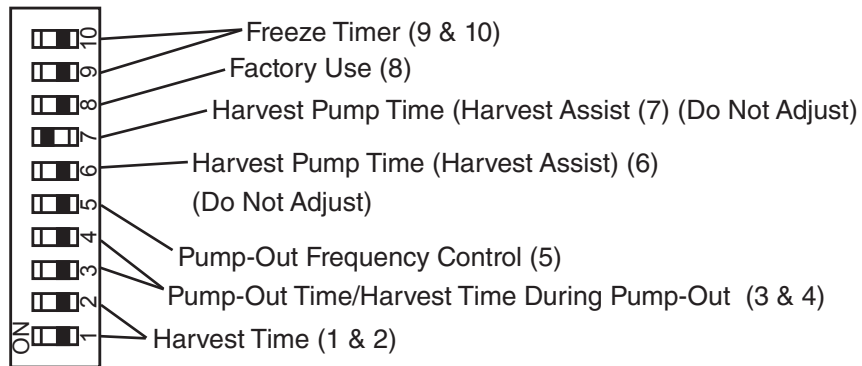 10
Freeze Timer (9 & 10)
9
Factory Use (8)
8
Harvest Pump Time (Harvest Assist (7) (Do Not Adjust)
7
Harvest Pump Time (Harvest Assist) (6)
6
(Do Not Adjust)
5
Pump-Out Frequency Control (5)
4
Pump-Out Time/Harvest Time During Pump-Out (3 & 4)
3
2
Harvest Time (1 & 2)
1
ON